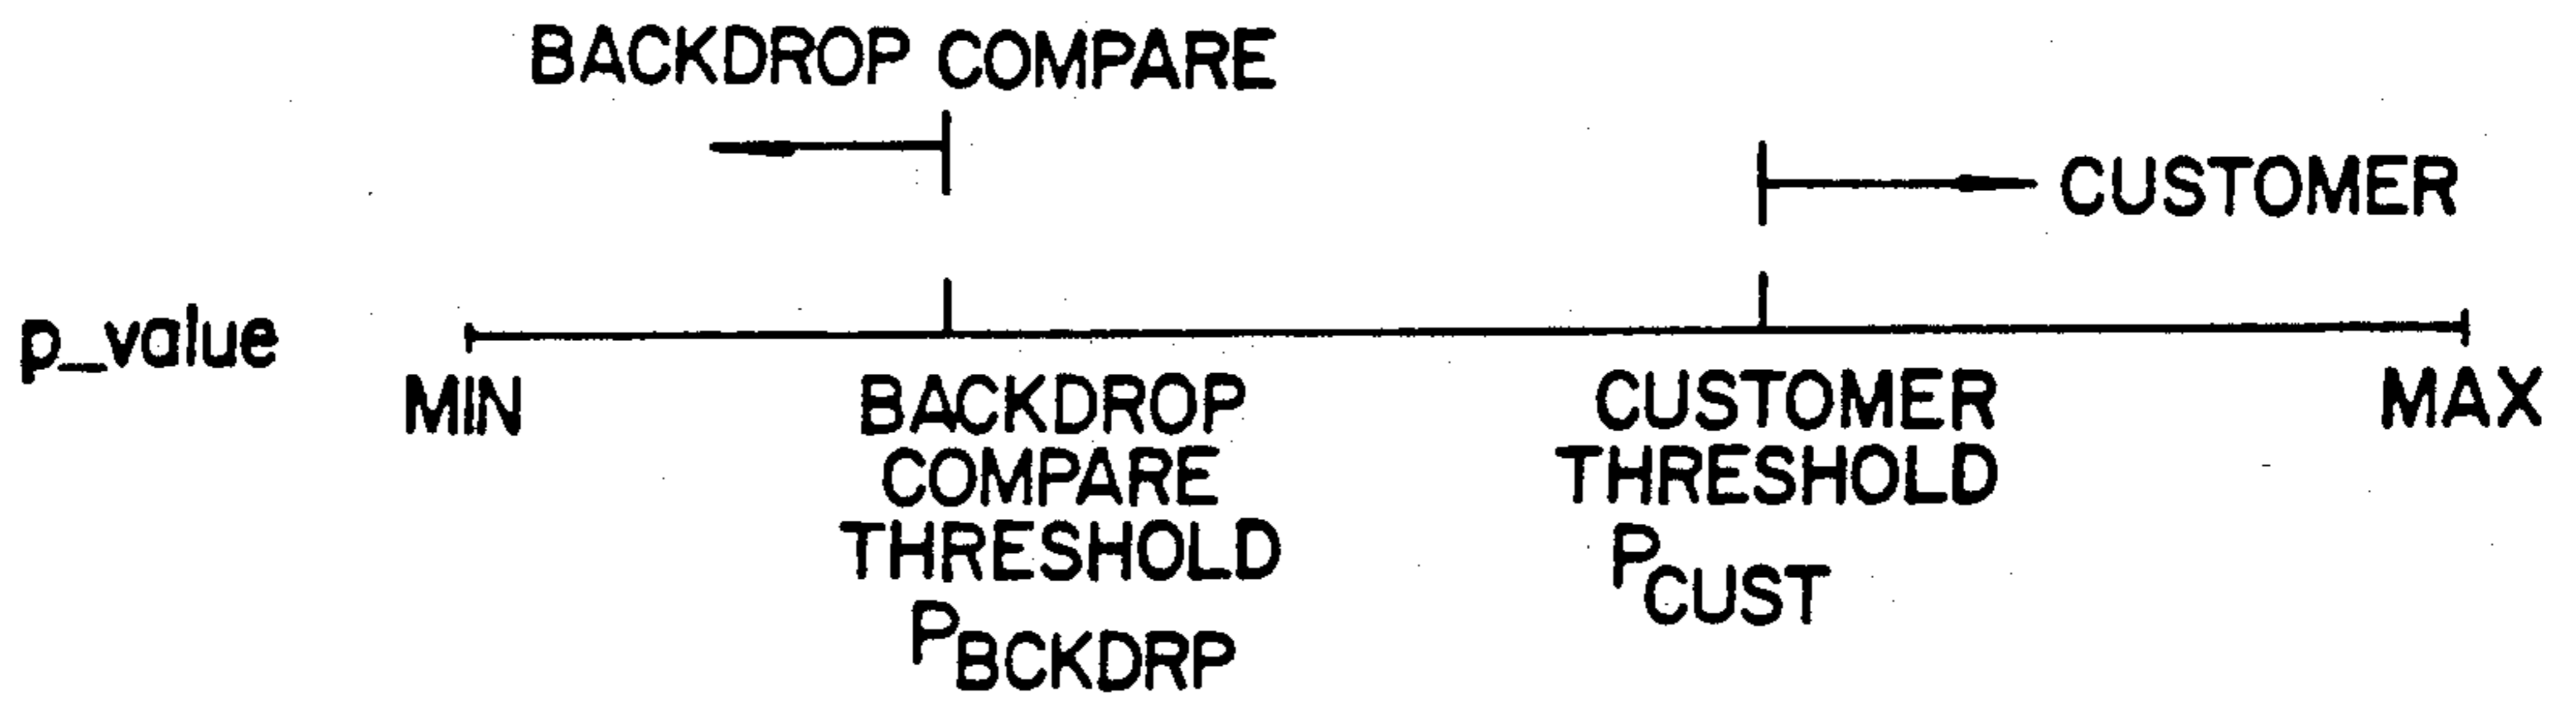 BACKDROP COMPARE
CUSTOMER
p_value
MIN
BACKDROP
COMPARE
THRESHOLD
PBCKDRP
CUSTOMER
THRESHOLD
PCUST
MAX